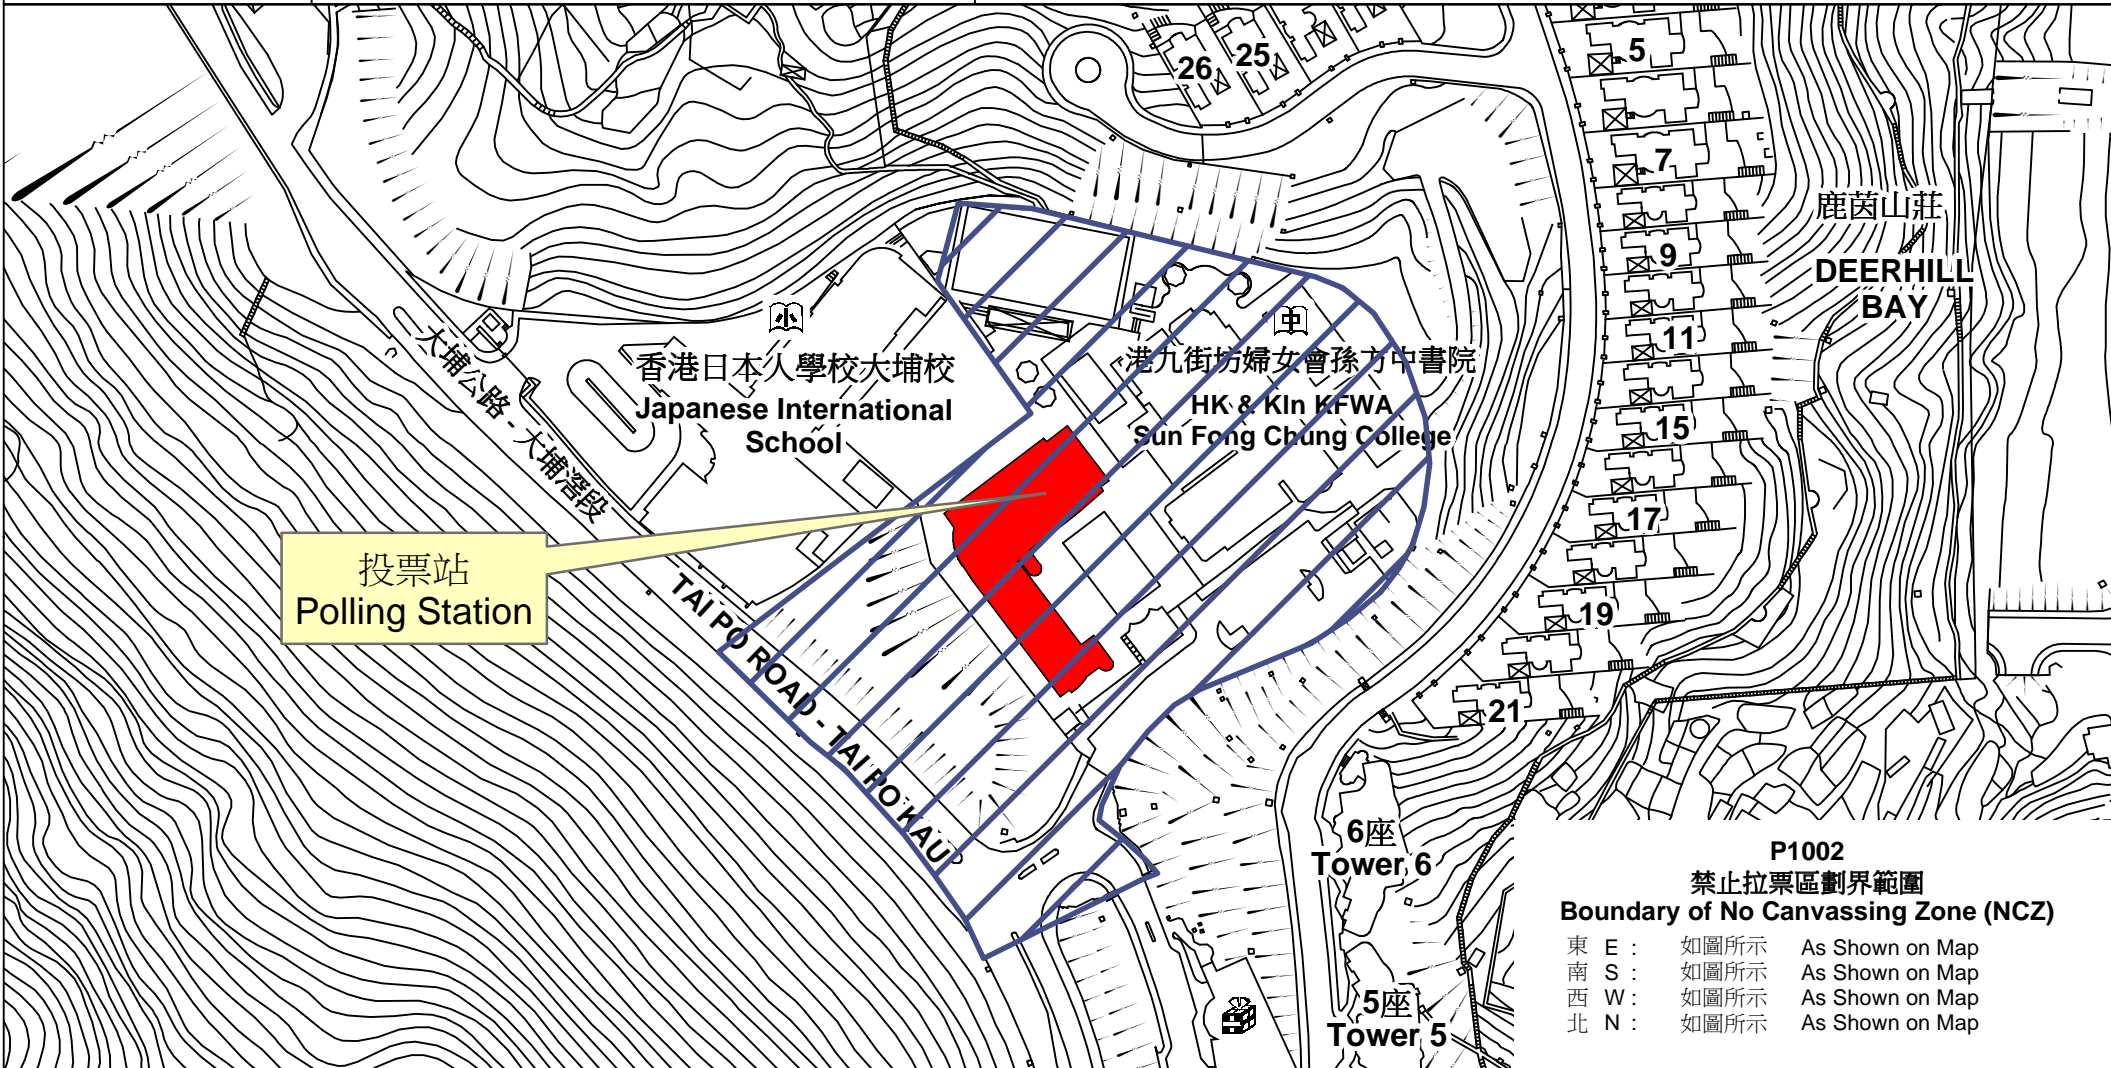 26
25
5
7
9
11
15
17
19
21
鹿茵山莊
DEERHILL
BAY
小
香港日本人學校大埔校
Japanese International
School
中
港九街坊婦女會孫方中書院
HK & Kln KFWA
Sun Fong Chung College
大埔公路 - 大埔滘段
TAI PO ROAD - TAI PO KAU
投票站
Polling Station
6座
Tower 6
5座
Tower 5
P1002
禁止拉票區劃界範圍
Boundary of No Canvassing Zone (NCZ)
東 E : 如圖所示 As Shown on Map
南 S : 如圖所示 As Shown on Map
西 W : 如圖所示 As Shown on Map
北 N : 如圖所示 As Shown on Map